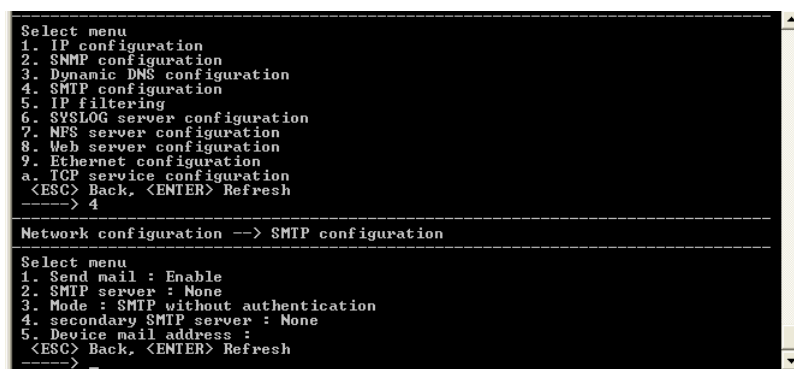 Select menu
1. IP configuration
2. SNMP configuration
3. Dynamic DNS configuration
4. SMTP configuration
5. IP filtering
6. SYSLOG server configuration
7. NFS server configuration
8. Web server configuration
9. Ethernet configuration
a. TCP service configuration
<ESC> Back, <ENTER> Refresh
-----> 4
Network configuration --> SMTP configuration
Select menu
1. Send mail : Enable
2. SMTP server : None
3. Mode : SMTP without authentication
4. secondary SMTP server : None
5. Device mail address :
<ESC> Back, <ENTER> Refresh
-----> _